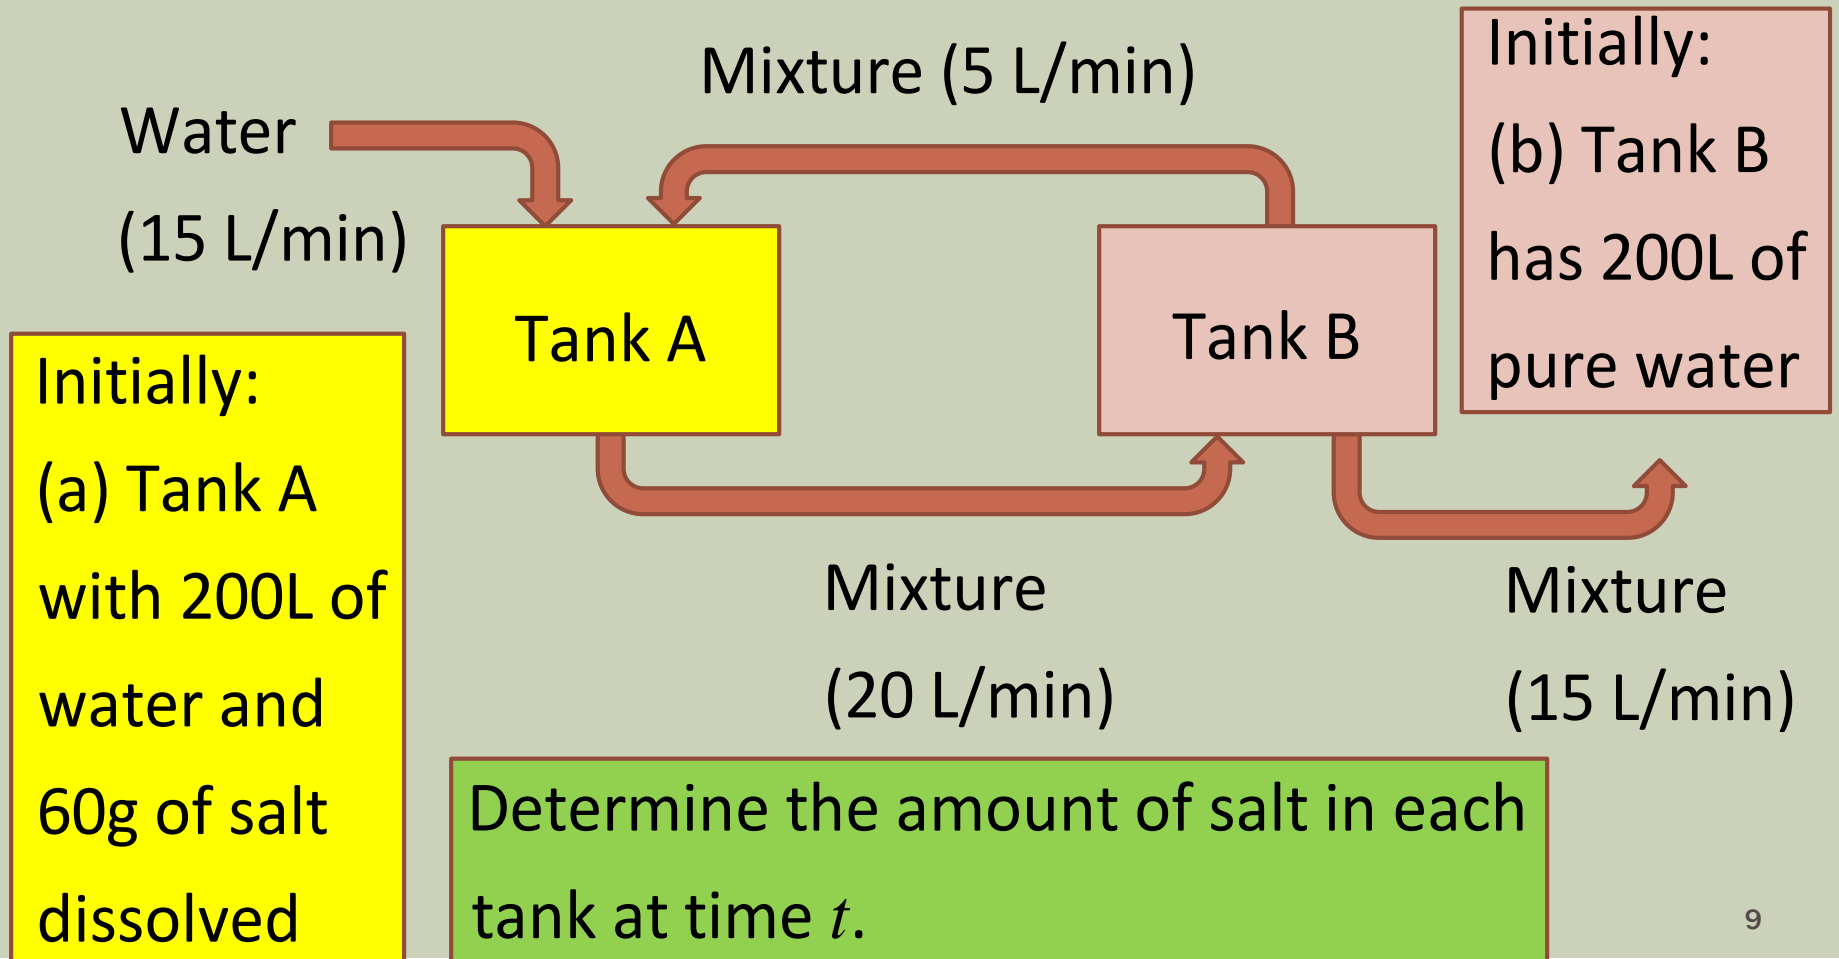 Mixture (5 L/min)
Water
(15 L/min)
Tank A
Tank B
Initially:
(b) Tank B
has 200L of
pure water
Initially:
(a) Tank A
with 200L of
water and
60g of salt
dissolved
Mixture
(20 L/min)
Mixture
(15 L/min)
Determine the amount of salt in each
tank at time t.
9